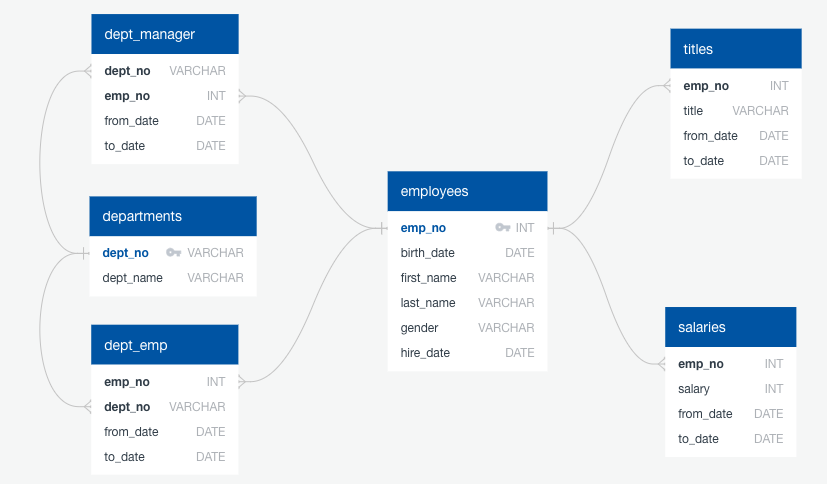 dept_manager
dept_no VARCHAR
emp_no INT
from_date DATE
to_date DATE
departments
dept_no VARCHAR
dept_name VARCHAR
dept_emp
emp_no INT
dept_no VARCHAR
from_date DATE
to_date DATE
employees
emp_no INT
birth_date DATE
first_name VARCHAR
last_name VARCHAR
gender VARCHAR
hire_date DATE
titles
emp_no INT
title VARCHAR
from_date DATE
to_date DATE
salaries
emp_no INT
salary INT
from_date DATE
to_date DATE